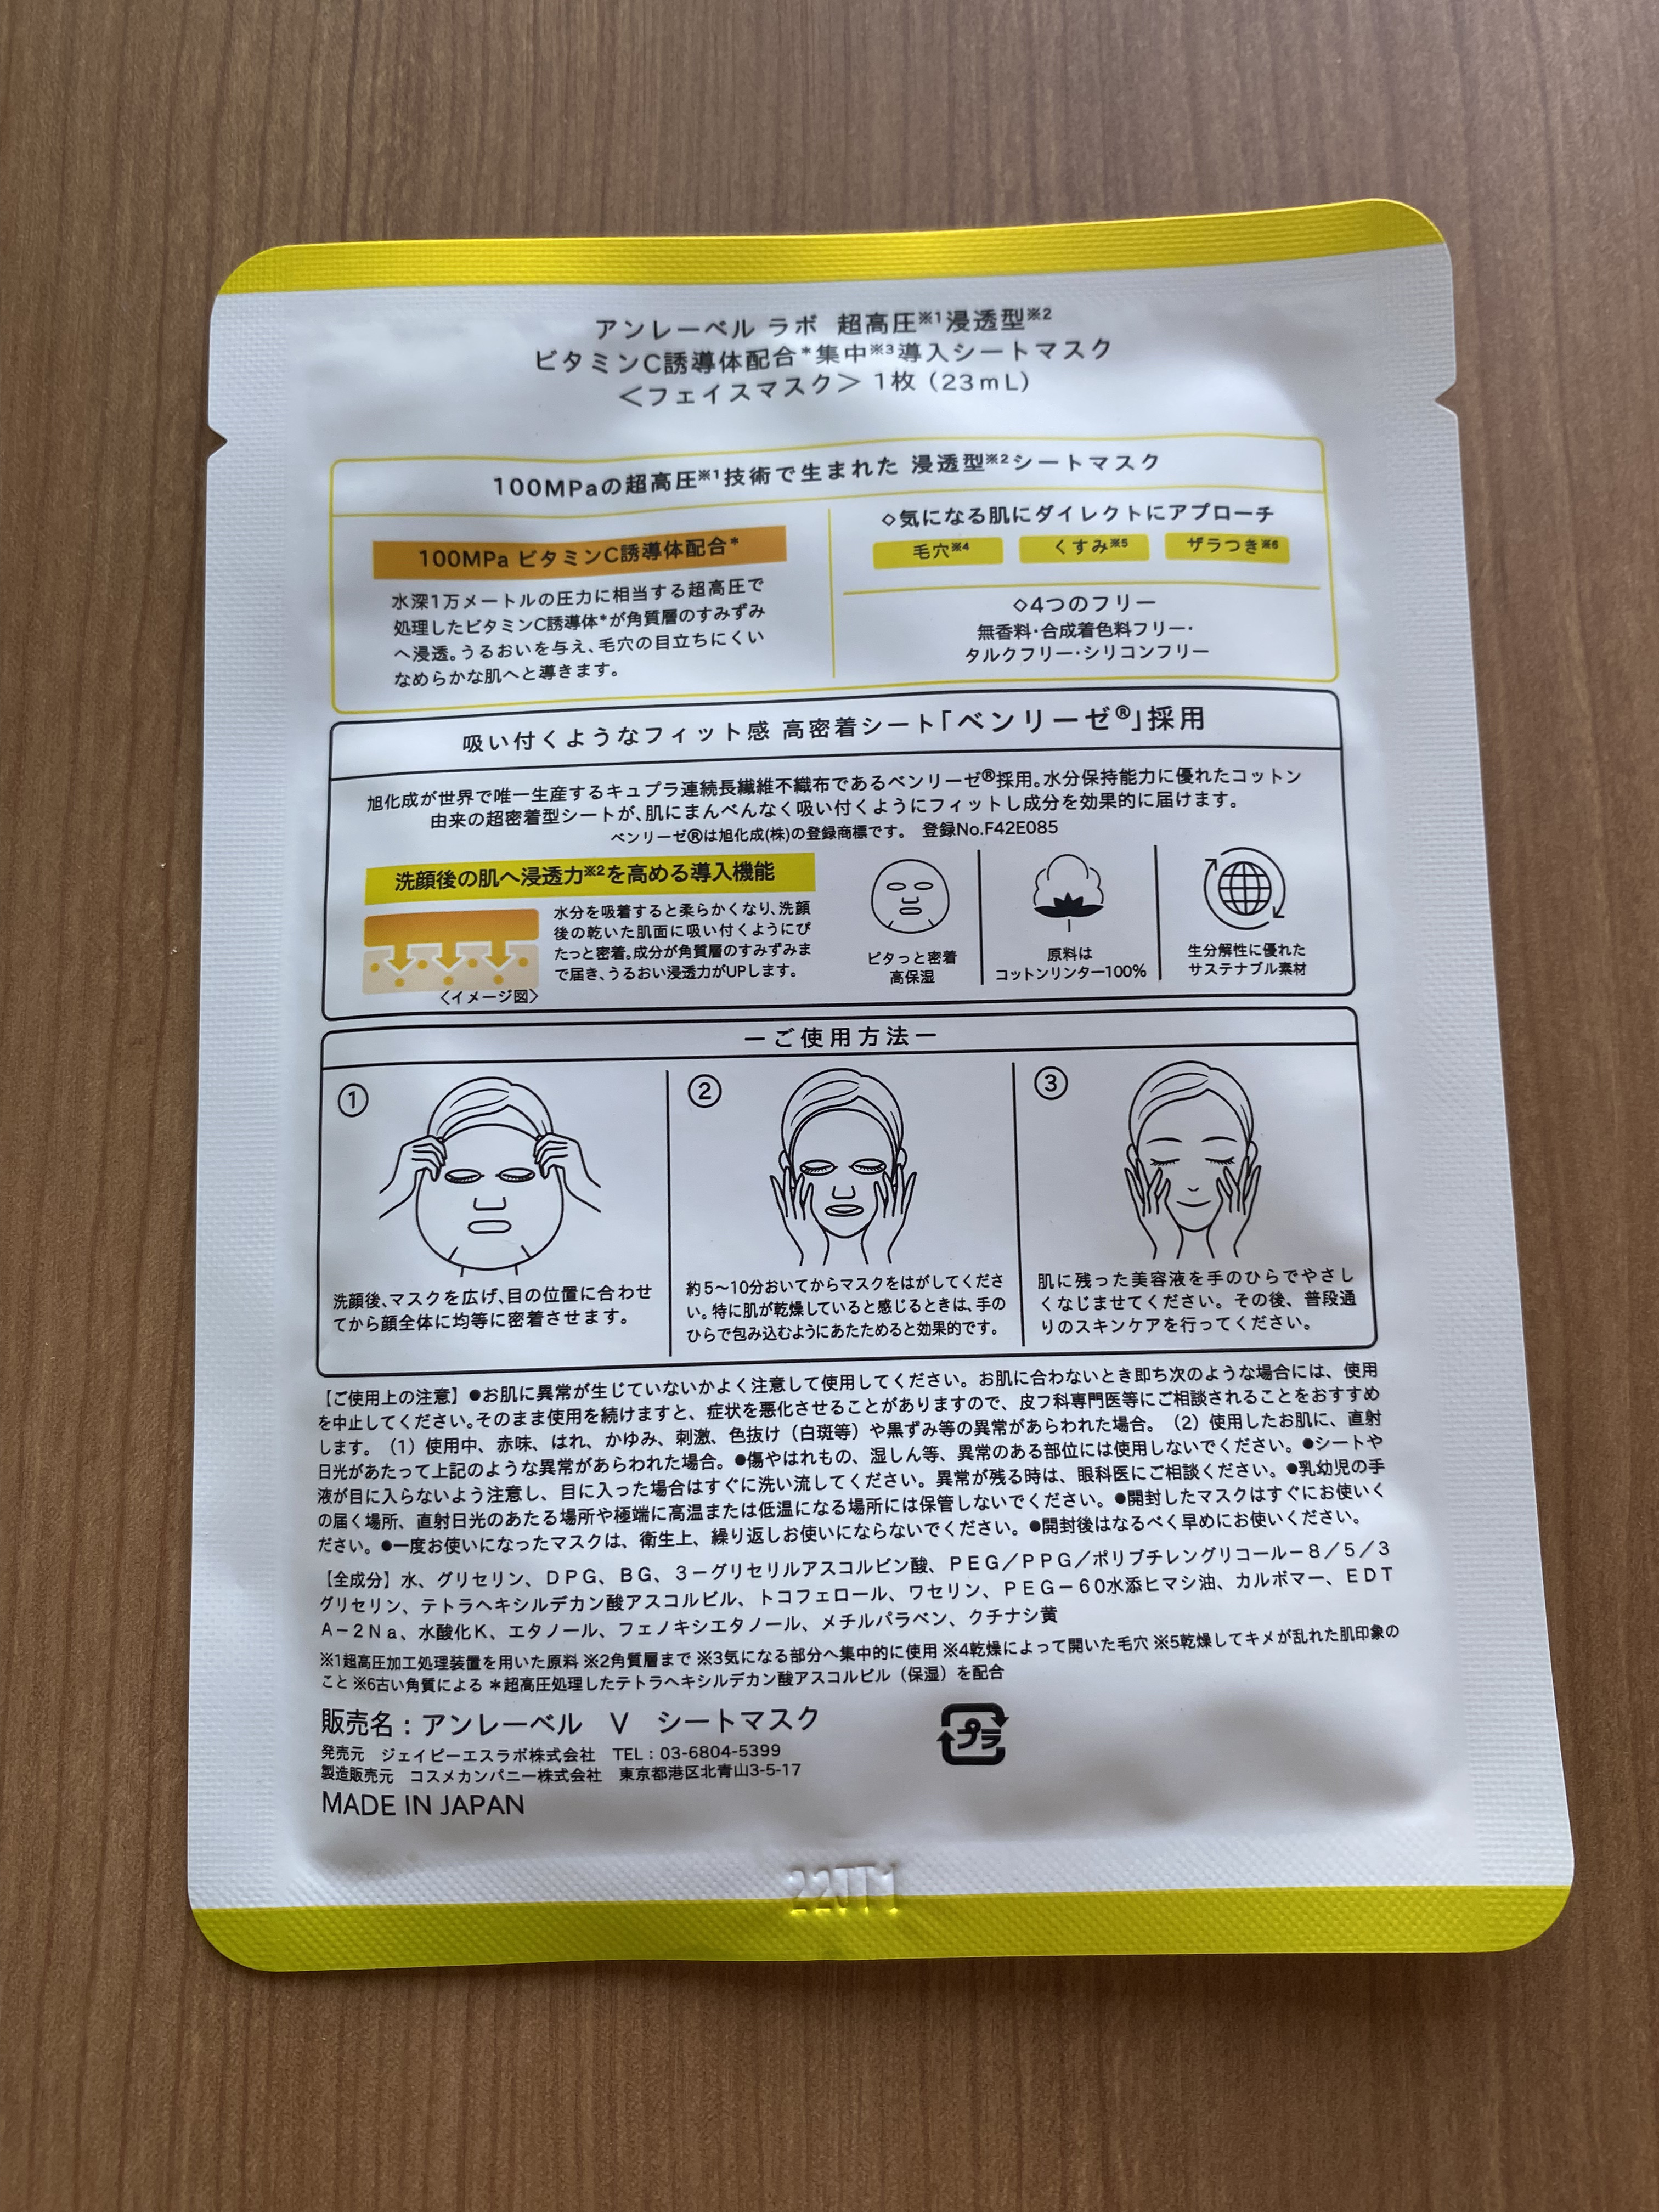 アンレーベル ラボ 超高圧※1浸透型※2
ビタミンC誘導体配合*集中※3導入シートマスク
＜フェイスマスク＞ 1枚（23mL）
100MPaの超高圧※1技術で生まれた 浸透型※2シートマスク
100MPa ビタミンC誘導体配合*
水深1万メートルの圧力に相当する超高圧で
処理したビタミンC誘導体*が角質層のすみずみ
へ浸透。うるおいを与え、毛穴の目立ちにくい
なめらかな肌へと導きます。
◇気になる肌にダイレクトにアプローチ
毛穴※4 くすみ※5 ザラつき※6
◇4つのフリー
無香料・合成着色料フリー・
タルクフリー・シリコンフリー
吸い付くようなフィット感 高密着シート「ベンリーゼ®」採用
旭化成が世界で唯一生産するキュプラ連続長繊維不織布であるベンリーゼ®採用。水分保持能力に優れたコットン
由来の超密着型シートが、肌にまんべんなく吸い付くようにフィットし成分を効果的に届けます。
ベンリーゼ®は旭化成(株)の登録商標です。 登録No.F42E085
洗顔後の肌へ浸透力※2を高める導入機能
水分を吸着すると柔らかくなり、洗顔
後の乾いた肌面に吸い付くようにぴ
たっと密着。成分が角質層のすみずみま
で届き、うるおい浸透力がUPします。
〈イメージ図〉
ピタっと密着
高保湿
原料は
コットンリンター100%
生分解性に優れた
サステナブル素材
ーご使用方法ー
①
洗顔後、マスクを広げ、目の位置に合わせ
てから顔全体に均等に密着させます。
②
約5～10分おいてからマスクをはがしてくださ
い。特に肌が乾燥していると感じるときは、手の
ひらで包み込むようにあたためると効果的です。
③
肌に残った美容液を手のひらでやさし
くなじませてください。その後、普段通
りのスキンケアを行ってください。
【ご使用上の注意】●お肌に異常が生じていないかよく注意して使用してください。お肌に合わないとき即ち次のような場合には、使用
を中止してください。そのまま使用を続けますと、症状を悪化させることがありますので、皮フ科専門医等にご相談されることをおすすめ
します。（1）使用中、赤味、はれ、かゆみ、刺激、色抜け（白斑等）や黒ずみ等の異常があらわれた場合。（2）使用したお肌に、直射
日光があたって上記のような異常があらわれた場合。●傷やはれもの、湿しん等、異常のある部位には使用しないでください。●シートや
液が目に入らないよう注意し、目に入った場合はすぐに洗い流してください。異常が残る時は、眼科医にご相談ください。●乳幼児の手
の届く場所、直射日光のあたる場所や極端に高温または低温になる場所には保管しないでください。●開封したマスクはすぐにお使いく
ださい。●一度お使いになったマスクは、衛生上、繰り返しお使いにならないでください。●開封後はなるべく早めにお使いください。
【全成分】水、グリセリン、DPG、BG、3－グリセリルアスコルビン酸、PEG／PPG／ポリブチレングリコール－8／5／3
グリセリン、テトラヘキシルデカン酸アスコルビル、トコフェロール、ワセリン、PEG－60水添ヒマシ油、カルボマー、EDT
A－2Na、水酸化K、エタノール、フェノキシエタノール、メチルパラベン、クチナシ黄
※1超高圧加工処理装置を用いた原料 ※2角質層まで ※3気になる部分へ集中的に使用 ※4乾燥によって開いた毛穴 ※5乾燥してキメが乱れた肌印象の
こと ※6古い角質による ＊超高圧処理したテトラヘキシルデカン酸アスコルビル（保湿）を配合
販売名：アンレーベル V シートマスク
発売元 ジェイピーエスラボ株式会社 TEL：03-6804-5399
製造販売元 コスメカンパニー株式会社 東京都港区北青山3-5-17
MADE IN JAPAN
プラ
22JT1